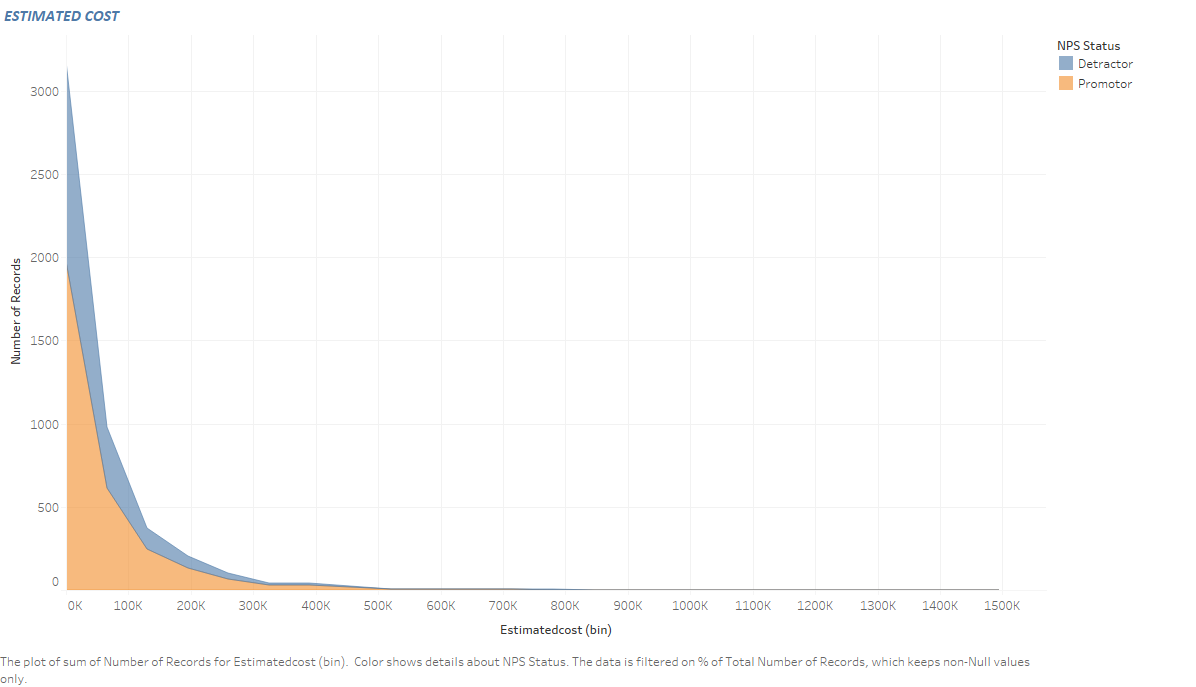 ESTIMATED COST
NPS Status
Detractor
Promotor
3000
2500
2000
1500
1000
500
0
Number of Records
0K 100K 200K 300K 400K 500K 600K 700K 800K 900K 1000K 1100K 1200K 1300K 1400K 1500K
Estimatedcost (bin)
The plot of sum of Number of Records for Estimatedcost (bin). Color shows details about NPS Status. The data is filtered on % of Total Number of Records, which keeps non-Null values
only.